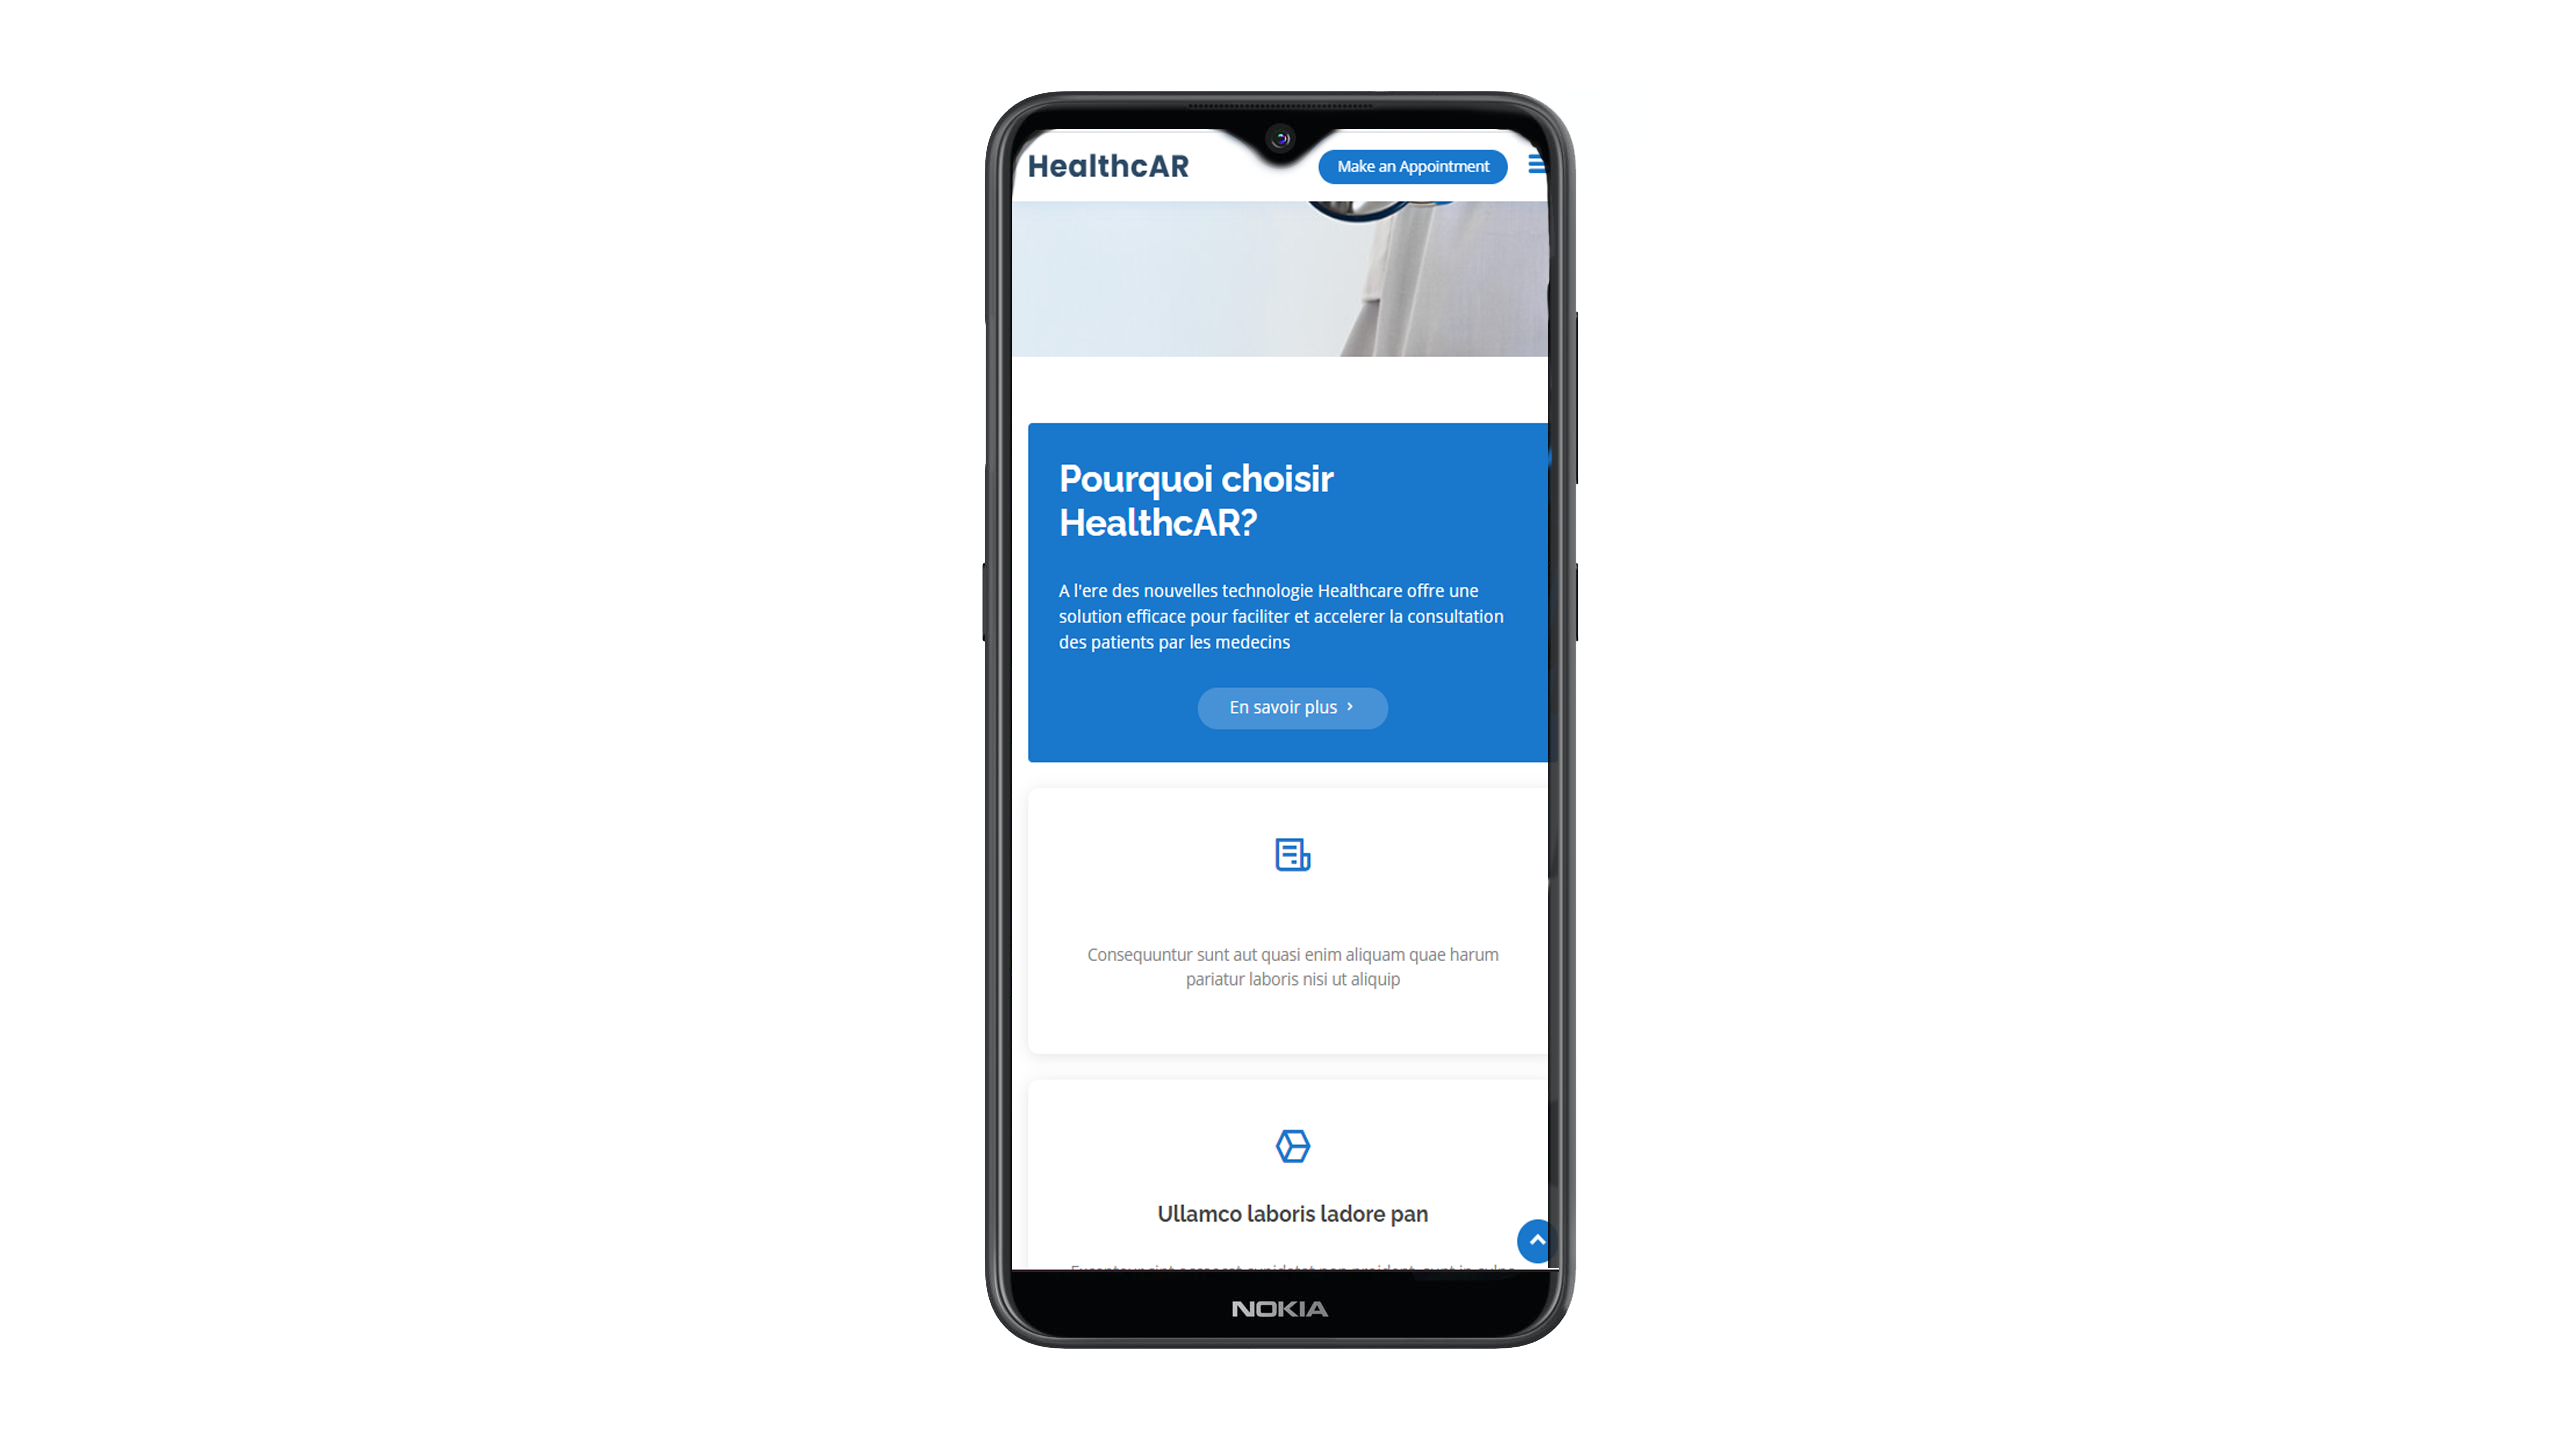 HealthcAR
Make an Appointment
Pourquoi choisir
HealthcAR?
A l'ere des nouvelles technologie Healthcare offre une
solution efficace pour faciliter et accelerer la consultation
des patients par les medecins
En savoir plus
Consequuntur sunt aut quasi enim aliquam quae harum
pariatur laboris nisi ut aliquip
Ullamco laboris ladore pan
NOKIA